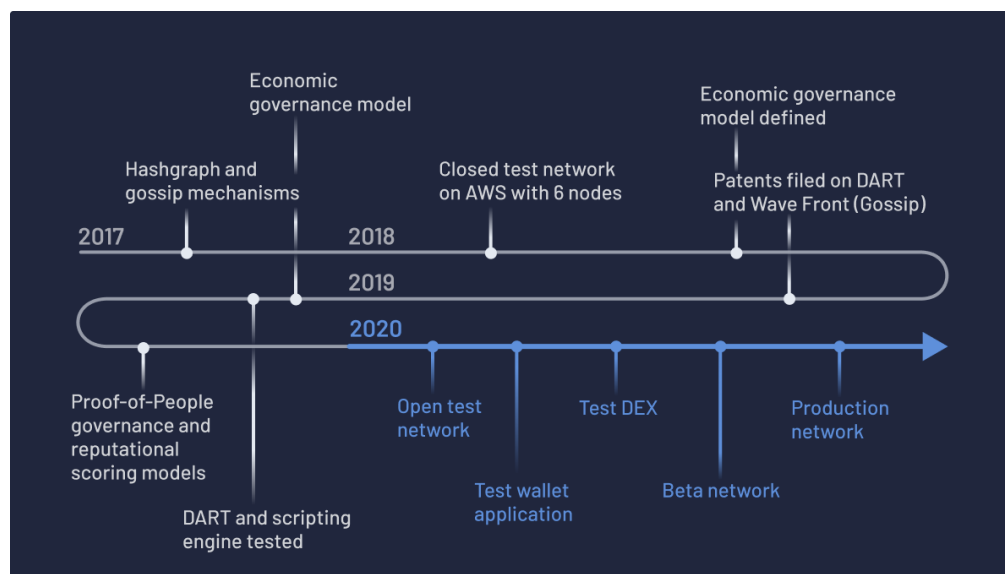 Economic
governance model
Economic governance
model defined
Hashgraph and
gossip mechanisms
Closed test network
on AWS with 6 nodes
Patents filed on DART
and Wave Front (Gossip)
2017
2018
2019
2020
Proof-of-People
governance and
reputational
scoring models
Open test
network
Test DEX
Production
network
Test wallet
application
Beta network
DART and scripting
engine tested